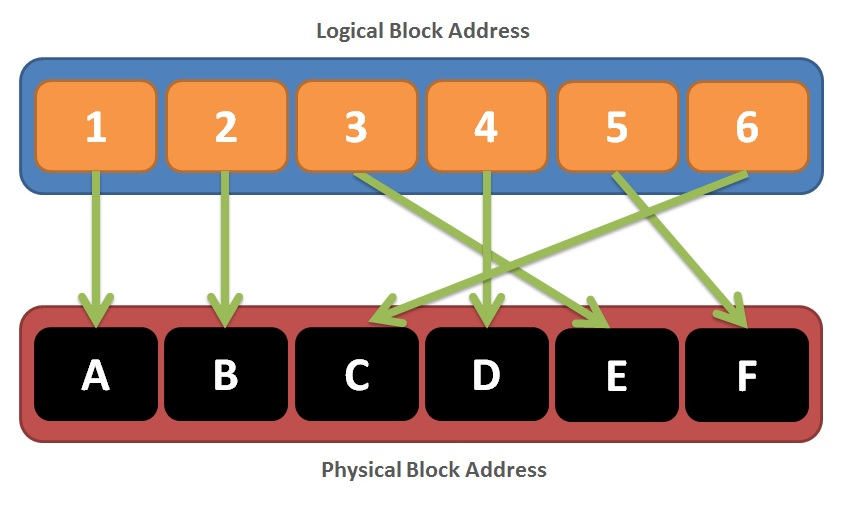 Logical Block Address
1 2 3 4 5 6
A B C D E F
Physical Block Address